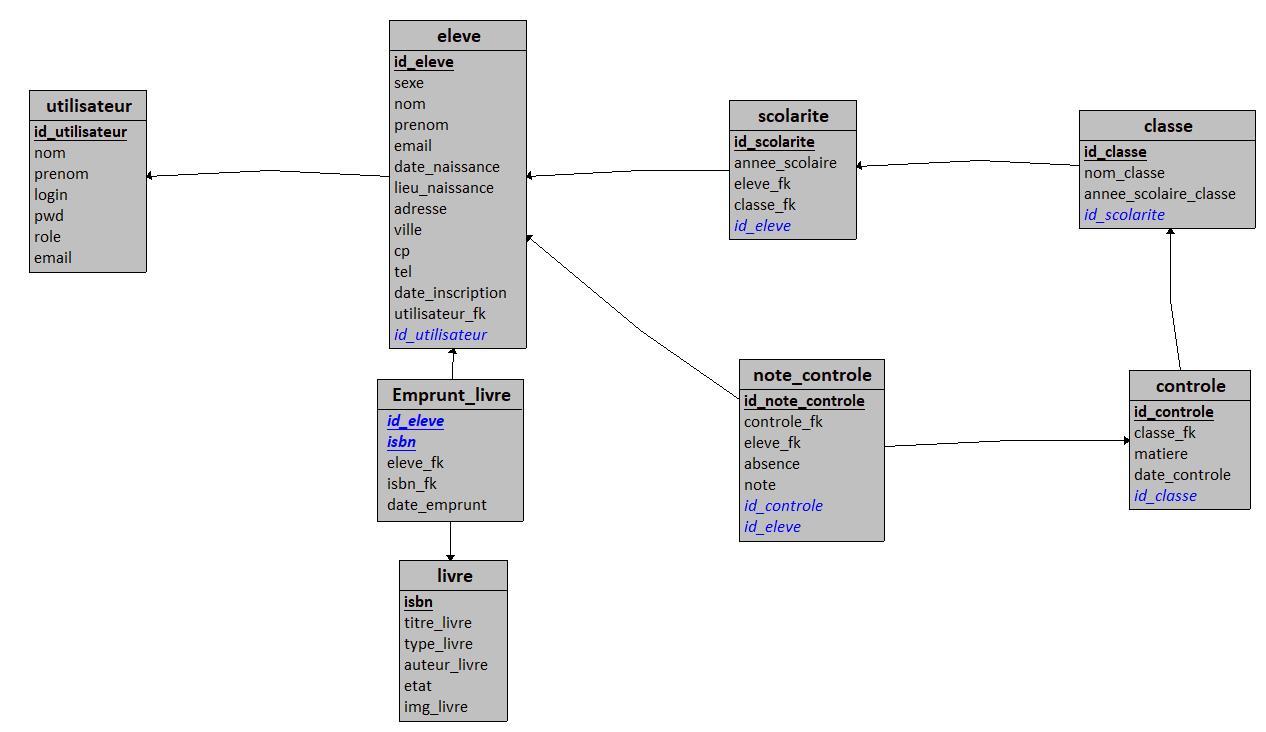 utilisateur
id_utilisateur
nom
prenom
login
pwd
role
email
eleve
id_eleve
sexe
nom
prenom
email
date_naissance
lieu_naissance
adresse
ville
cp
tel
date_inscription
utilisateur_fk
id_utilisateur
scolarite
id_scolarite
annee_scolaire
eleve_fk
classe_fk
id_eleve
classe
id_classe
nom_classe
annee_scolaire_classe
id_scolarite
Emprunt_livre
id_eleve
isbn
eleve_fk
isbn_fk
date_emprunt
note_controle
id_note_controle
controle_fk
eleve_fk
absence
note
id_controle
id_eleve
controle
id_controle
classe_fk
matiere
date_controle
id_classe
livre
isbn
titre_livre
type_livre
auteur_livre
etat
img_livre